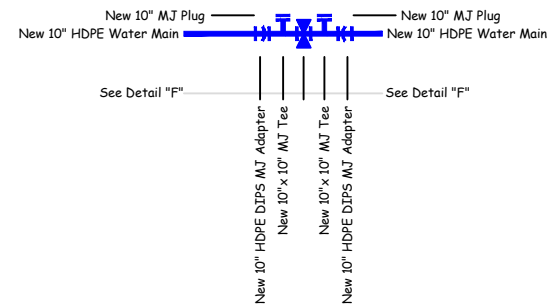 New 10" MJ Plug
New 10" MJ Plug
New 10" HDPE Water Main
New 10" HDPE Water Main
See Detail "F"
See Detail "F"
New 10" HDPE DIPS MJ Adapter
New 10"x 10" MJ Tee
New 10"x 10" MJ Tee
New 10" HDPE DIPS MJ Adapter